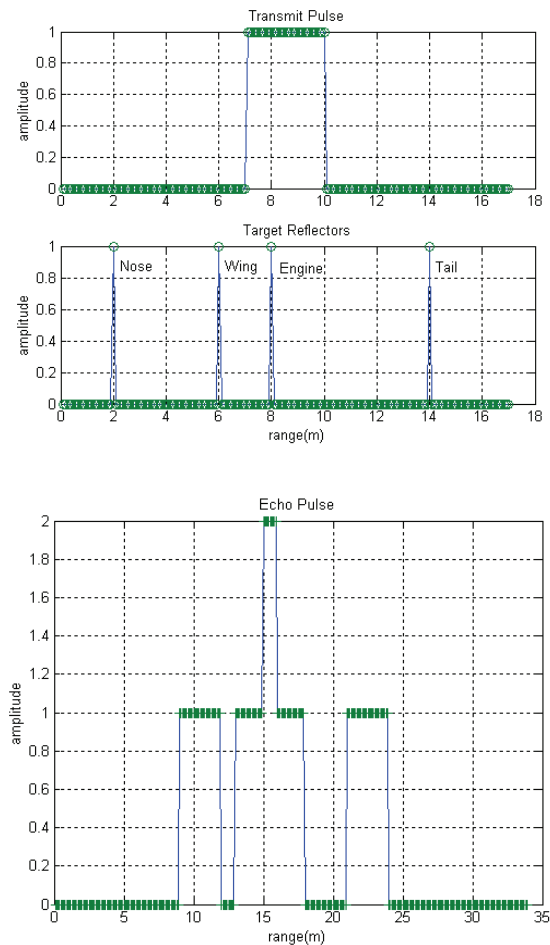 Transmit Pulse
1
0.8
0.6
0.4
0.2
0
amplitude
0 2 4 6 8 10 12 14 16 18
Target Reflectors
1
0.8
0.6
0.4
0.2
0
amplitude
Nose Wing Engine Tail
0 2 4 6 8 10 12 14 16 18
range(m)
Echo Pulse
2
1.8
1.6
1.4
1.2
1
0.8
0.6
0.4
0.2
0
amplitude
0 5 10 15 20 25 30 35
range(m)